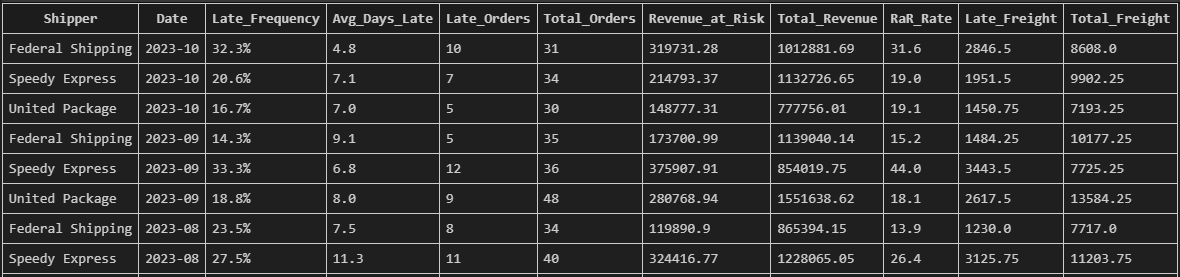 Shipper Date Late_Frequency Avg_Days_Late Late_Orders Total_Orders Revenue_at_Risk Total_Revenue RaR_Rate Late_Freight Total_Freight
Federal Shipping 2023-10 32.3% 4.8 10 31 319731.28 1012881.69 31.6 2846.5 8608.0
Speedy Express 2023-10 20.6% 7.1 7 34 214793.37 1132726.65 19.0 1951.5 9902.25
United Package 2023-10 16.7% 7.0 5 30 148777.31 777756.01 19.1 1450.75 7193.25
Federal Shipping 2023-09 14.3% 9.1 5 35 173700.99 1139040.14 15.2 1484.25 10177.25
Speedy Express 2023-09 33.3% 6.8 12 36 375907.91 854019.75 44.0 3443.5 7725.25
United Package 2023-09 18.8% 8.0 9 48 280768.94 1551638.62 18.1 2617.5 13584.25
Federal Shipping 2023-08 23.5% 7.5 8 34 119890.9 865394.15 13.9 1230.0 7717.0
Speedy Express 2023-08 27.5% 11.3 11 40 324416.77 1228065.05 26.4 3125.75 11203.75